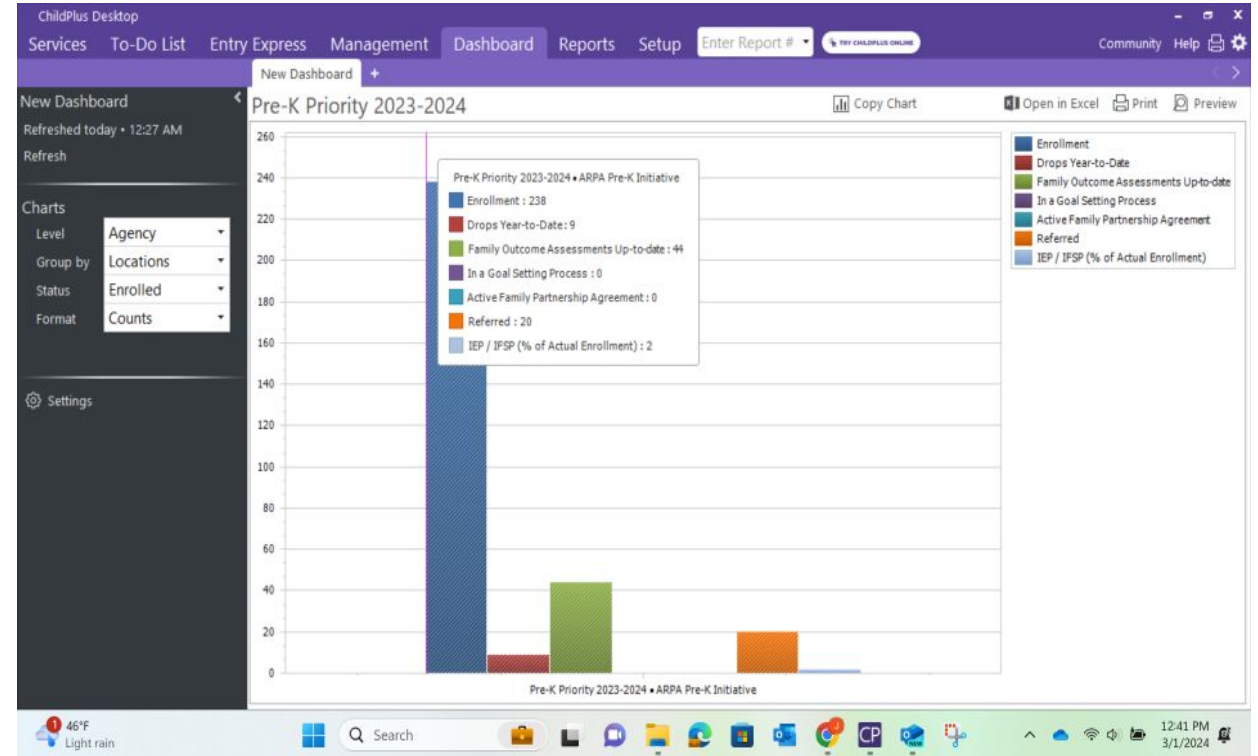 ChildPlus Desktop
Services To-Do List Entry Express Management Dashboard Reports Setup Enter Report # TRY CHILDPLUS ONLINE Community Help
New Dashboard +
New Dashboard
Refreshed today • 12:27 AM
Refresh
Charts
Level Agency
Group by Locations
Status Enrolled
Format Counts
Settings
Pre-K Priority 2023-2024
Copy Chart Open in Excel Print Preview
260
240
220
200
180
160
140
120
100
80
60
40
20
0
Pre-K Priority 2023-2024 • ARPA Pre-K Initiative
Enrollment : 238
Drops Year-to-Date : 9
Family Outcome Assessments Up-to-date : 44
In a Goal Setting Process : 0
Active Family Partnership Agreement : 0
Referred : 20
IEP / IFSP (% of Actual Enrollment) : 2
Pre-K Priority 2023-2024 • ARPA Pre-K Initiative
Enrollment
Drops Year-to-Date
Family Outcome Assessments Up-to-date
In a Goal Setting Process
Active Family Partnership Agreement
Referred
IEP / IFSP (% of Actual Enrollment)
1
46°F
Light rain
Search
CP
NEW
12:41 PM
3/1/2024